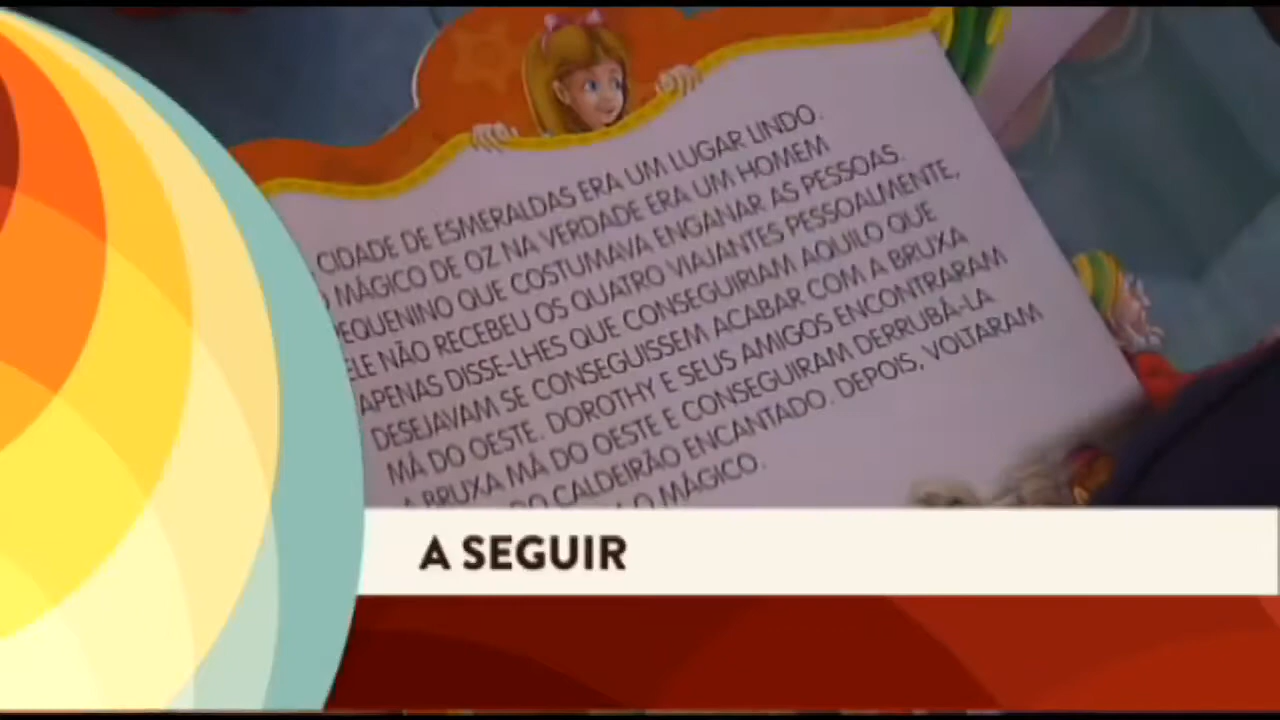 CIDADE DE ESMERALDAS ERA UM LUGAR LINDO.
MÁGICO DE OZ NA VERDADE ERA UM HOMEM
PEQUENINO QUE COSTUMAVA ENGANAR AS PESSOAS.
ELE NÃO RECEBEU OS QUATRO VIAJANTES PESSOALMENTE,
APENAS DISSE-LHES QUE CONSEGUIRIAM AQUILO QUE
DESEJAVAM SE CONSEGUISSEM ACABAR COM A BRUXA
MÁ DO OESTE. DOROTHY E SEUS AMIGOS ENCONTRARAM
A BRUXA MÁ DO OESTE E CONSEGUIRAM DERRUBÁ-LA
CALDEIRÃO ENCANTADO. DEPOIS, VOLTARAM
O MÁGICO.
A SEGUIR